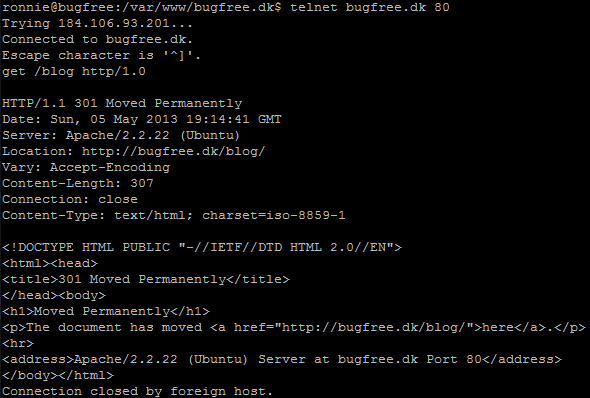 ronnie@bugfree:/var/www/bugfree.dk$ telnet bugfree.dk 80
Trying 184.106.93.201...
Connected to bugfree.dk.
Escape character is '^]'.
get /blog http/1.0

HTTP/1.1 301 Moved Permanently
Date: Sun, 05 May 2013 19:14:41 GMT
Server: Apache/2.2.22 (Ubuntu)
Location: http://bugfree.dk/blog/
Vary: Accept-Encoding
Content-Length: 307
Connection: close
Content-Type: text/html; charset=iso-8859-1

<!DOCTYPE HTML PUBLIC "-//IETF//DTD HTML 2.0//EN">
<html><head>
<title>301 Moved Permanently</title>
</head><body>
<h1>Moved Permanently</h1>
<p>The document has moved <a href="http://bugfree.dk/blog/">here</a>.</p>
<hr>
<address>Apache/2.2.22 (Ubuntu) Server at bugfree.dk Port 80</address>
</body></html>
Connection closed by foreign host.